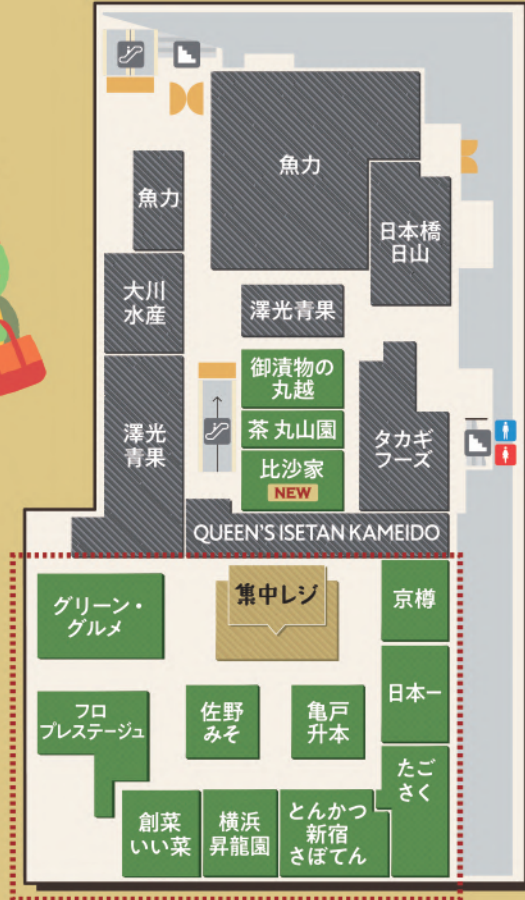 魚力
魚力
日本橋
日山
大川
水産
澤光青果
御漬物の
丸越
茶 丸山園
比沙家
NEW
澤光
青果
タカギ
フーズ
QUEEN'S ISETAN KAMEIDO
集中レジ
グリーン・
グルメ
京樽
フロ
プレステージュ
佐野
みそ
亀戸
升本
日本一
たご
さく
創菜
いい菜
横浜
昇龍園
とんかつ
新宿
さぼてん